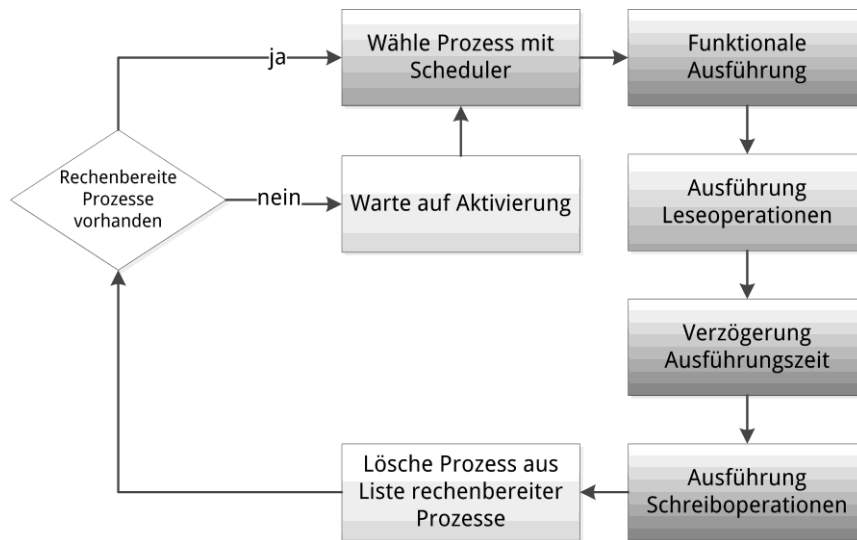 ja
Wähle Prozess mit
Scheduler
Funktionale
Ausführung
Rechenbereite
Prozesse
vorhanden
nein
Warte auf Aktivierung
Ausführung
Leseoperationen
Verzögerung
Ausführungszeit
Lösche Prozess aus
Liste rechenbereiter
Prozesse
Ausführung
Schreiboperationen